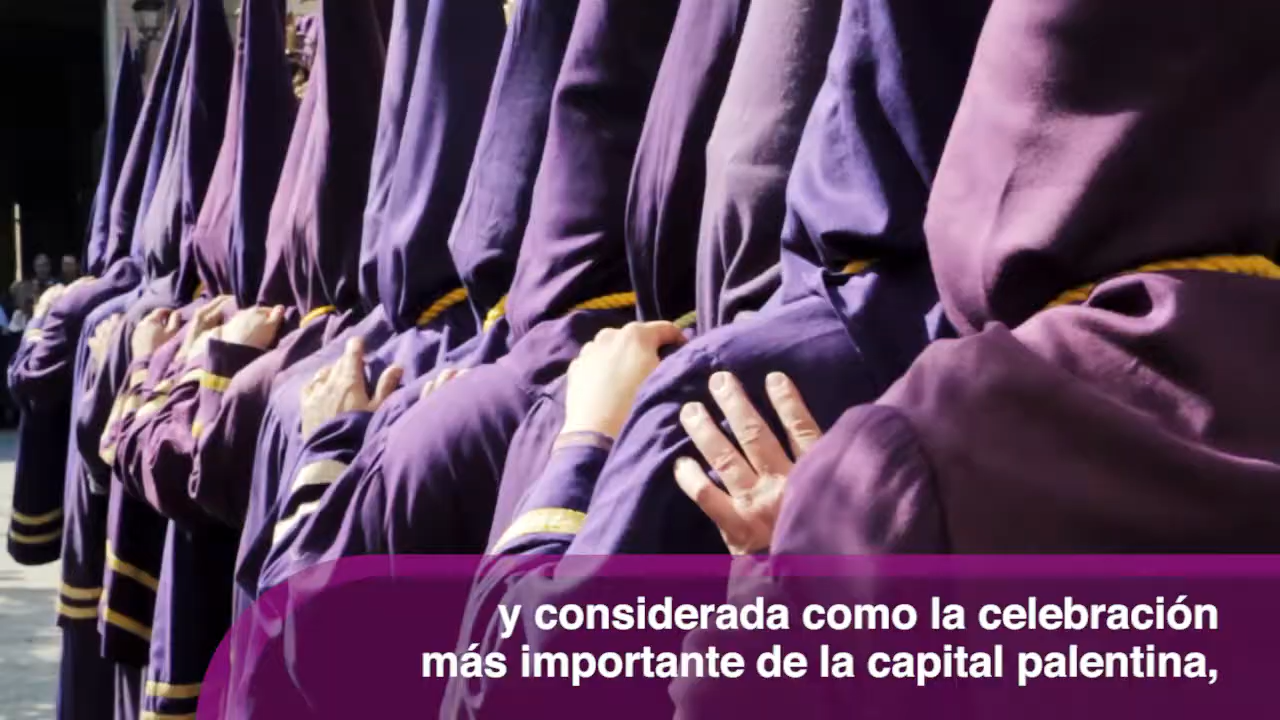 y considerada como la celebración
más importante de la capital palentina,